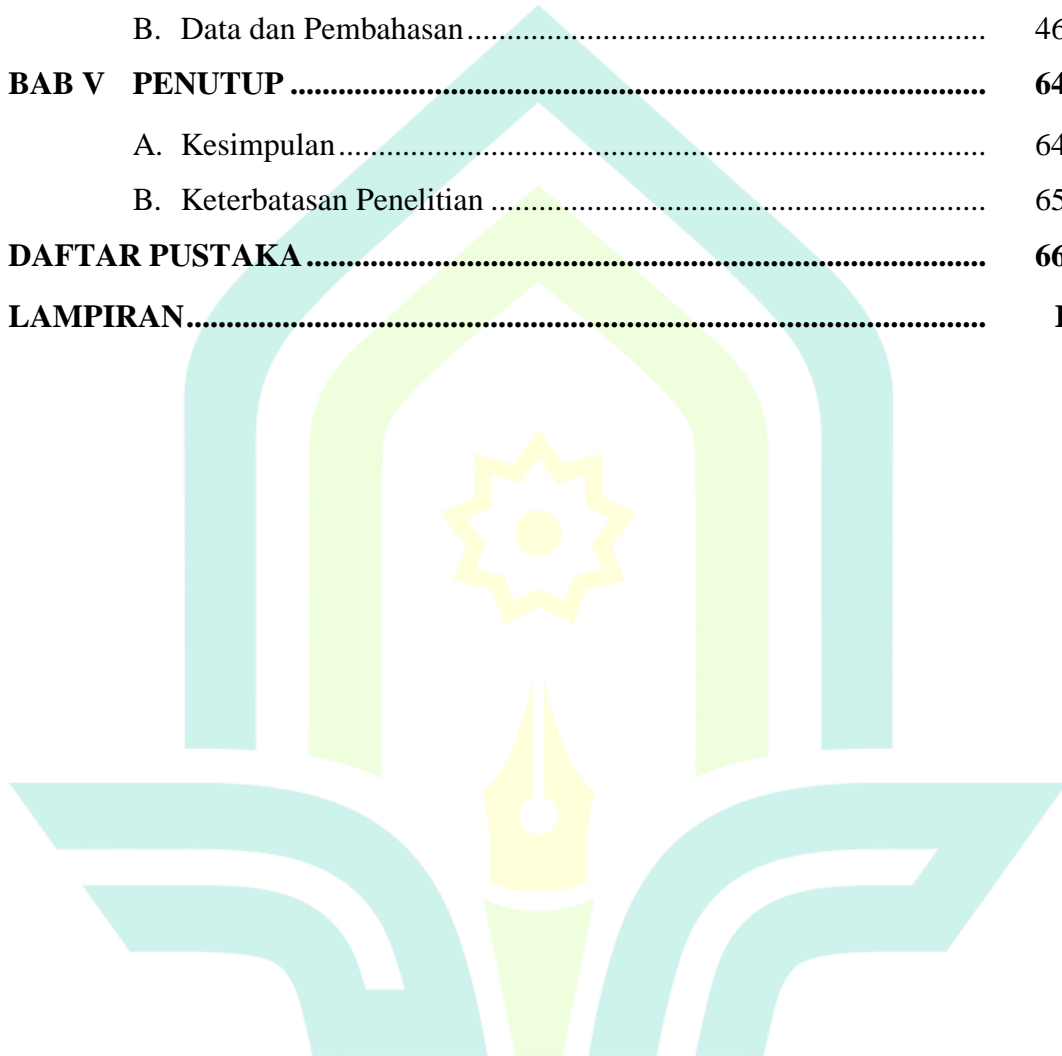 B. Data dan Pembahasan ........................................................... 46
BAB V PENUTUP ........................................................... 64
A. Kesimpulan ........................................................... 64
B. Keterbatasan Penelitian ........................................................... 65
DAFTAR PUSTAKA ........................................................... 66
LAMPIRAN ........................................................... I